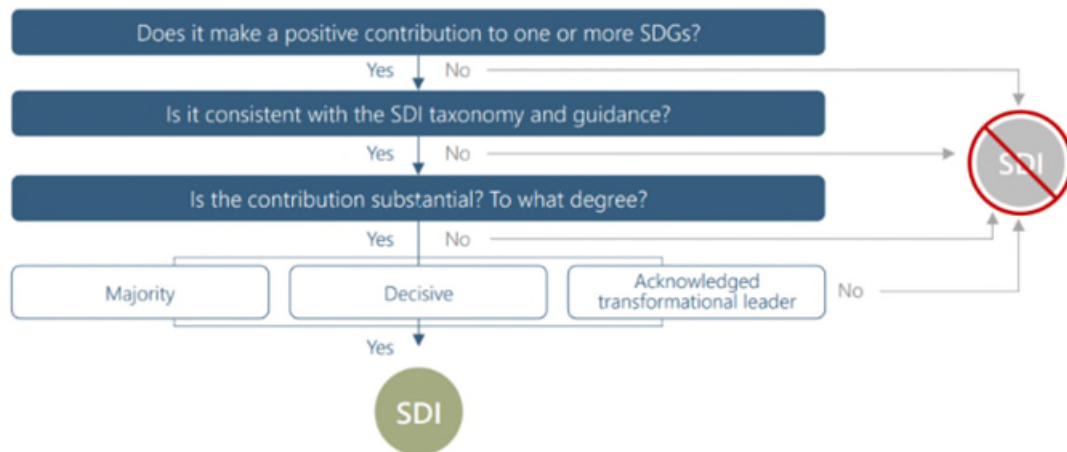 Does it make a positive contribution to one or more SDGs?
Yes No
Is it consistent with the SDI taxonomy and guidance?
Yes No
SDI
Is the contribution substantial? To what degree?
Yes No
Majority
Decisive
Acknowledged
transformational leader
No
Yes
SDI